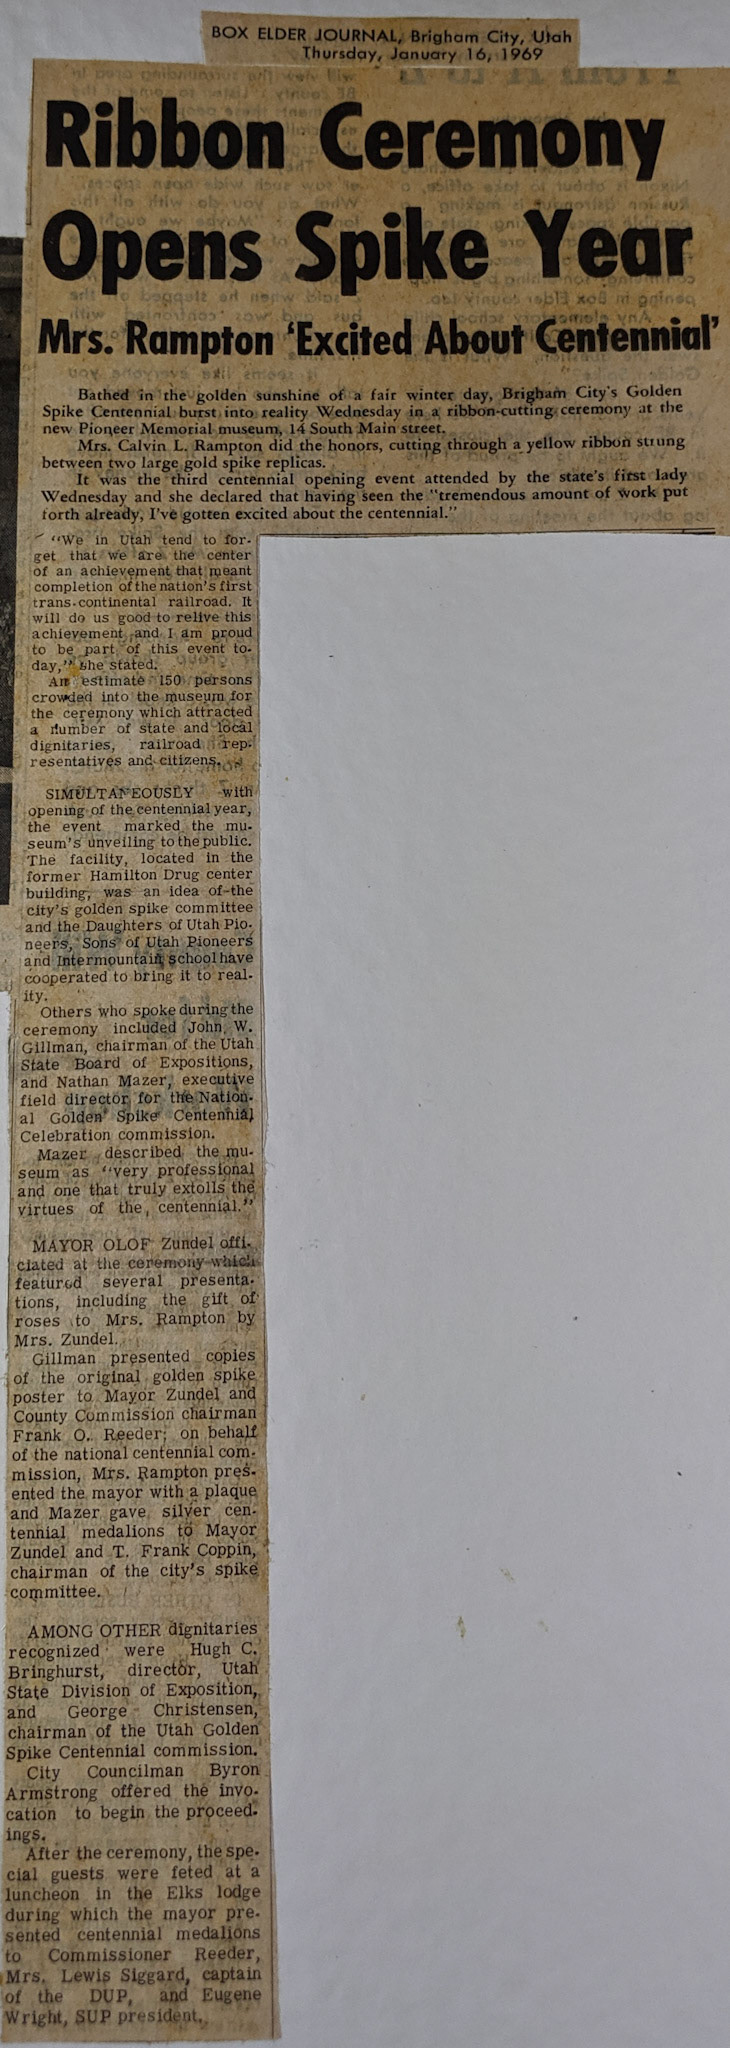 BOX ELDER JOURNAL, Brigham City, Utah
Thursday, January 16, 1969
Ribbon Ceremony
Opens Spike Year
Mrs. Rampton 'Excited About Centennial'
Bathed in the golden sunshine of a fair winter day, Brigham City's Golden
Spike Centennial burst into reality Wednesday in a ribbon-cutting ceremony at the
new Pioneer Memorial museum, 14 South Main street.
Mrs. Calvin L. Rampton did the honors, cutting through a yellow ribbon strung
between two large gold spike replicas.
It was the third centennial opening event attended by the state's first lady
Wednesday and she declared that having seen the "tremendous amount of work put
forth already, I've gotten excited about the centennial."
"We in Utah tend to for-
get that we are the center
of an achievement that meant
completion of the nation's first
trans-continental railroad. It
will do us good to relive this
achievement and I am proud
to be part of this event to-
day," she stated.
An estimate 150 persons
crowded into the museum for
the ceremony which attracted
a number of state and local
dignitaries, railroad rep-
resentatives and citizens.
SIMULTANEOUSLY with
opening of the centennial year,
the event marked the mu-
seum's unveiling to the public.
The facility, located in the
former Hamilton Drug center
building, was an idea of the
city's golden spike committee
and the Daughters of Utah Pio-
neers, Sons of Utah Pioneers
and Intermountain school have
cooperated to bring it to real-
ity.
Others who spoke during the
ceremony included John W.
Gillman, chairman of the Utah
State Board of Expositions,
and Nathan Mazer, executive
field director for the Nation-
al Golden Spike Centennial
Celebration commission.
Mazer described the mu-
seum as "very professional
and one that truly extolls the
virtues of the centennial."
MAYOR OLOF Zundel offi-
ciated at the ceremony which
featured several presenta-
tions, including the gift of
roses to Mrs. Rampton by
Mrs. Zundel.
Gillman presented copies
of the original golden spike
poster to Mayor Zundel and
County Commission chairman
Frank O. Reeder; on behalf
of the national centennial com-
mission, Mrs. Rampton pres-
ented the mayor with a plaque
and Mazer gave silver cen-
tennial medalions to Mayor
Zundel and T. Frank Coppin,
chairman of the city's spike
committee.
AMONG OTHER dignitaries
recognized were Hugh C.
Bringhurst, director, Utah
State Division of Exposition,
and George Christensen,
chairman of the Utah Golden
Spike Centennial commission.
City Councilman Byron
Armstrong offered the invo-
cation to begin the proceed-
ings.
After the ceremony, the spe-
cial guests were feted at a
luncheon in the Elks lodge
during which the mayor pre-
sented centennial medalions
to Commissioner Reeder,
Mrs. Lewis Siggard, captain
of the DUP, and Eugene
Wright, SUP president.